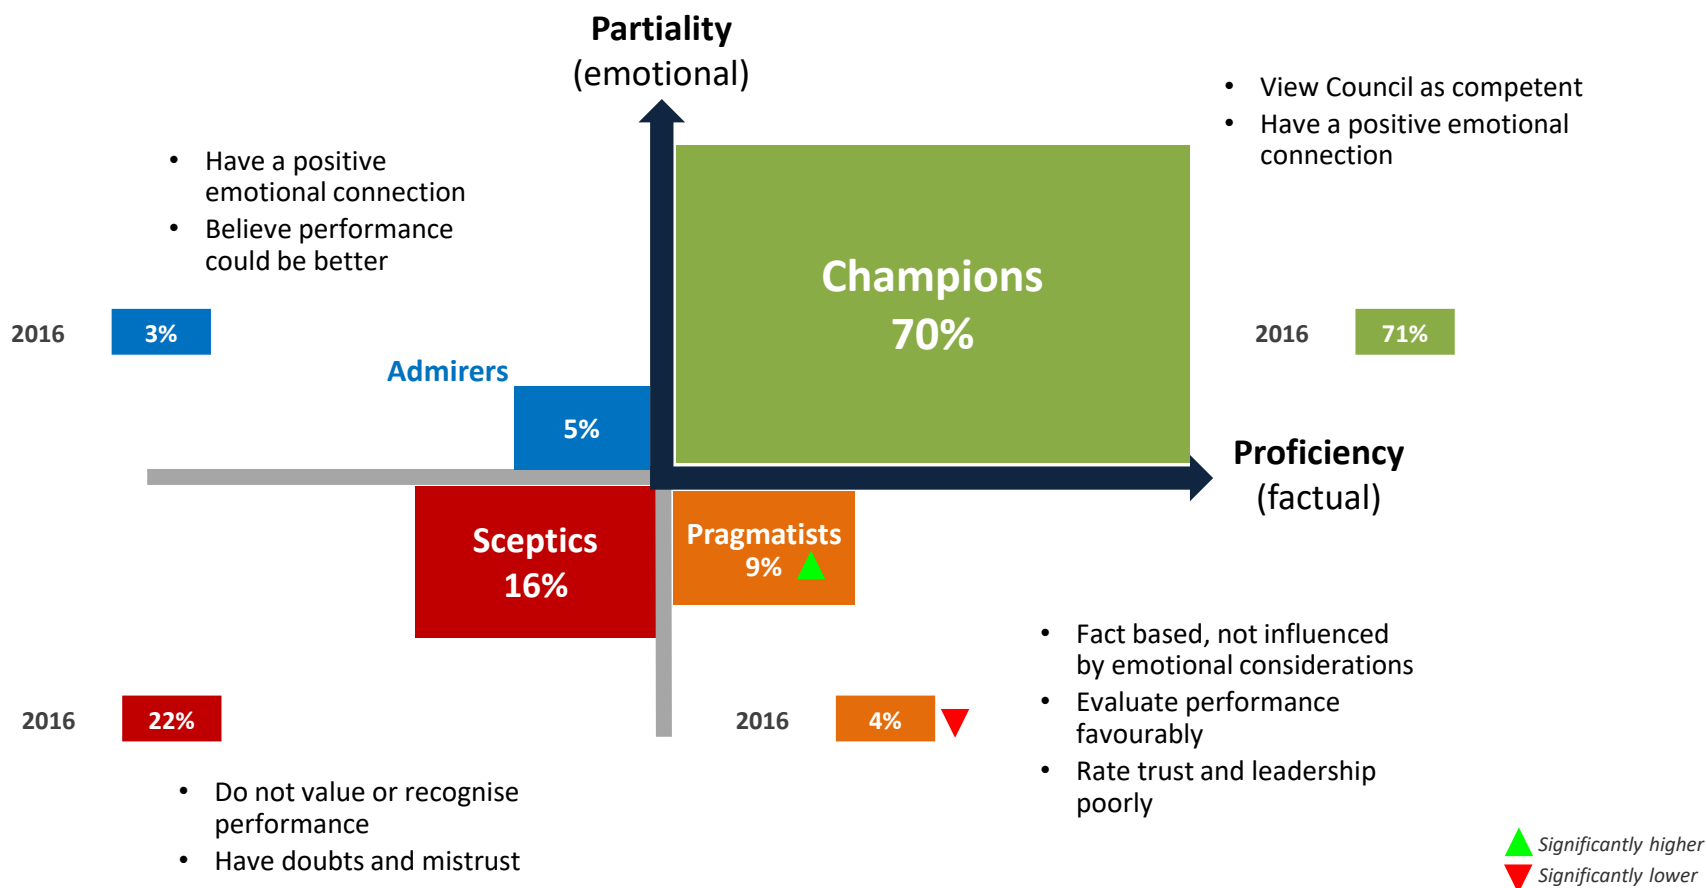 Partiality
(emotional)
• View Council as competent
• Have a positive emotional
connection
• Have a positive
emotional connection
• Believe performance
could be better
Champions
70%
2016 3%
2016 71%
Admirers
5%
Proficiency
(factual)
Sceptics
16%
Pragmatists
9%
• Fact based, not influenced
by emotional considerations
• Evaluate performance
favourably
• Rate trust and leadership
poorly
2016 22%
2016 4%
• Do not value or recognise
performance
• Have doubts and mistrust
Significantly higher
Significantly lower